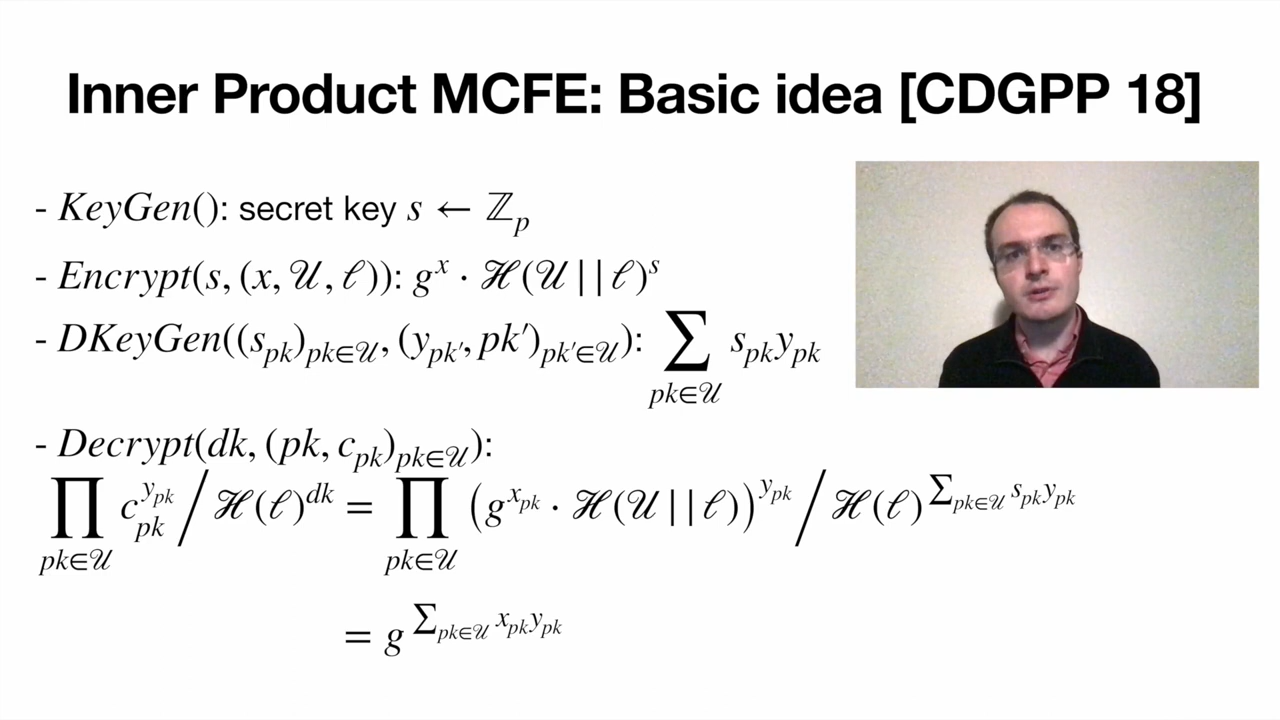 Inner Product MCFE: Basic idea [CDGPP 18]
- KeyGen(): secret key s ← ℤ_p
- Encrypt(s, (x, 𝒰, ℓ)): g^x · ℋ(𝒰||ℓ)^s
- DKeyGen((s_pk)_{pk∈𝒰}, (y_{pk′}, pk′)_{pk′∈𝒰}): ∑_{pk∈𝒰} s_pk y_pk
- Decrypt(dk, (pk, c_pk)_{pk∈𝒰}):
∏_{pk∈𝒰} c_pk^{y_pk} / ℋ(ℓ)^{dk} = ∏_{pk∈𝒰} (g^{x_pk} · ℋ(𝒰||ℓ))^{y_pk} / ℋ(ℓ)^{∑_{pk∈𝒰} s_pk y_pk}
= g^{∑_{pk∈𝒰} x_pk y_pk}